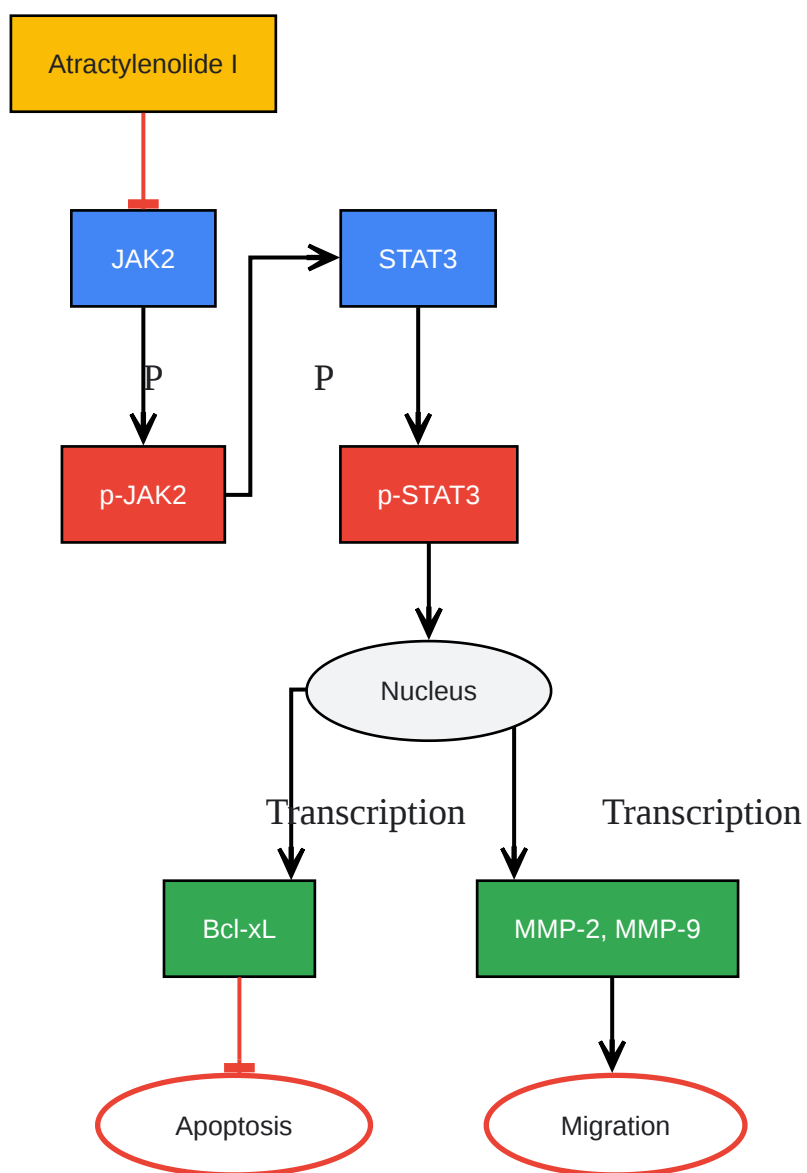 Atractylenolide I
JAK2
STAT3
P
P
p-JAK2
p-STAT3
Nucleus
Transcription
Transcription
Bcl-xL
MMP-2, MMP-9
Apoptosis
Migration